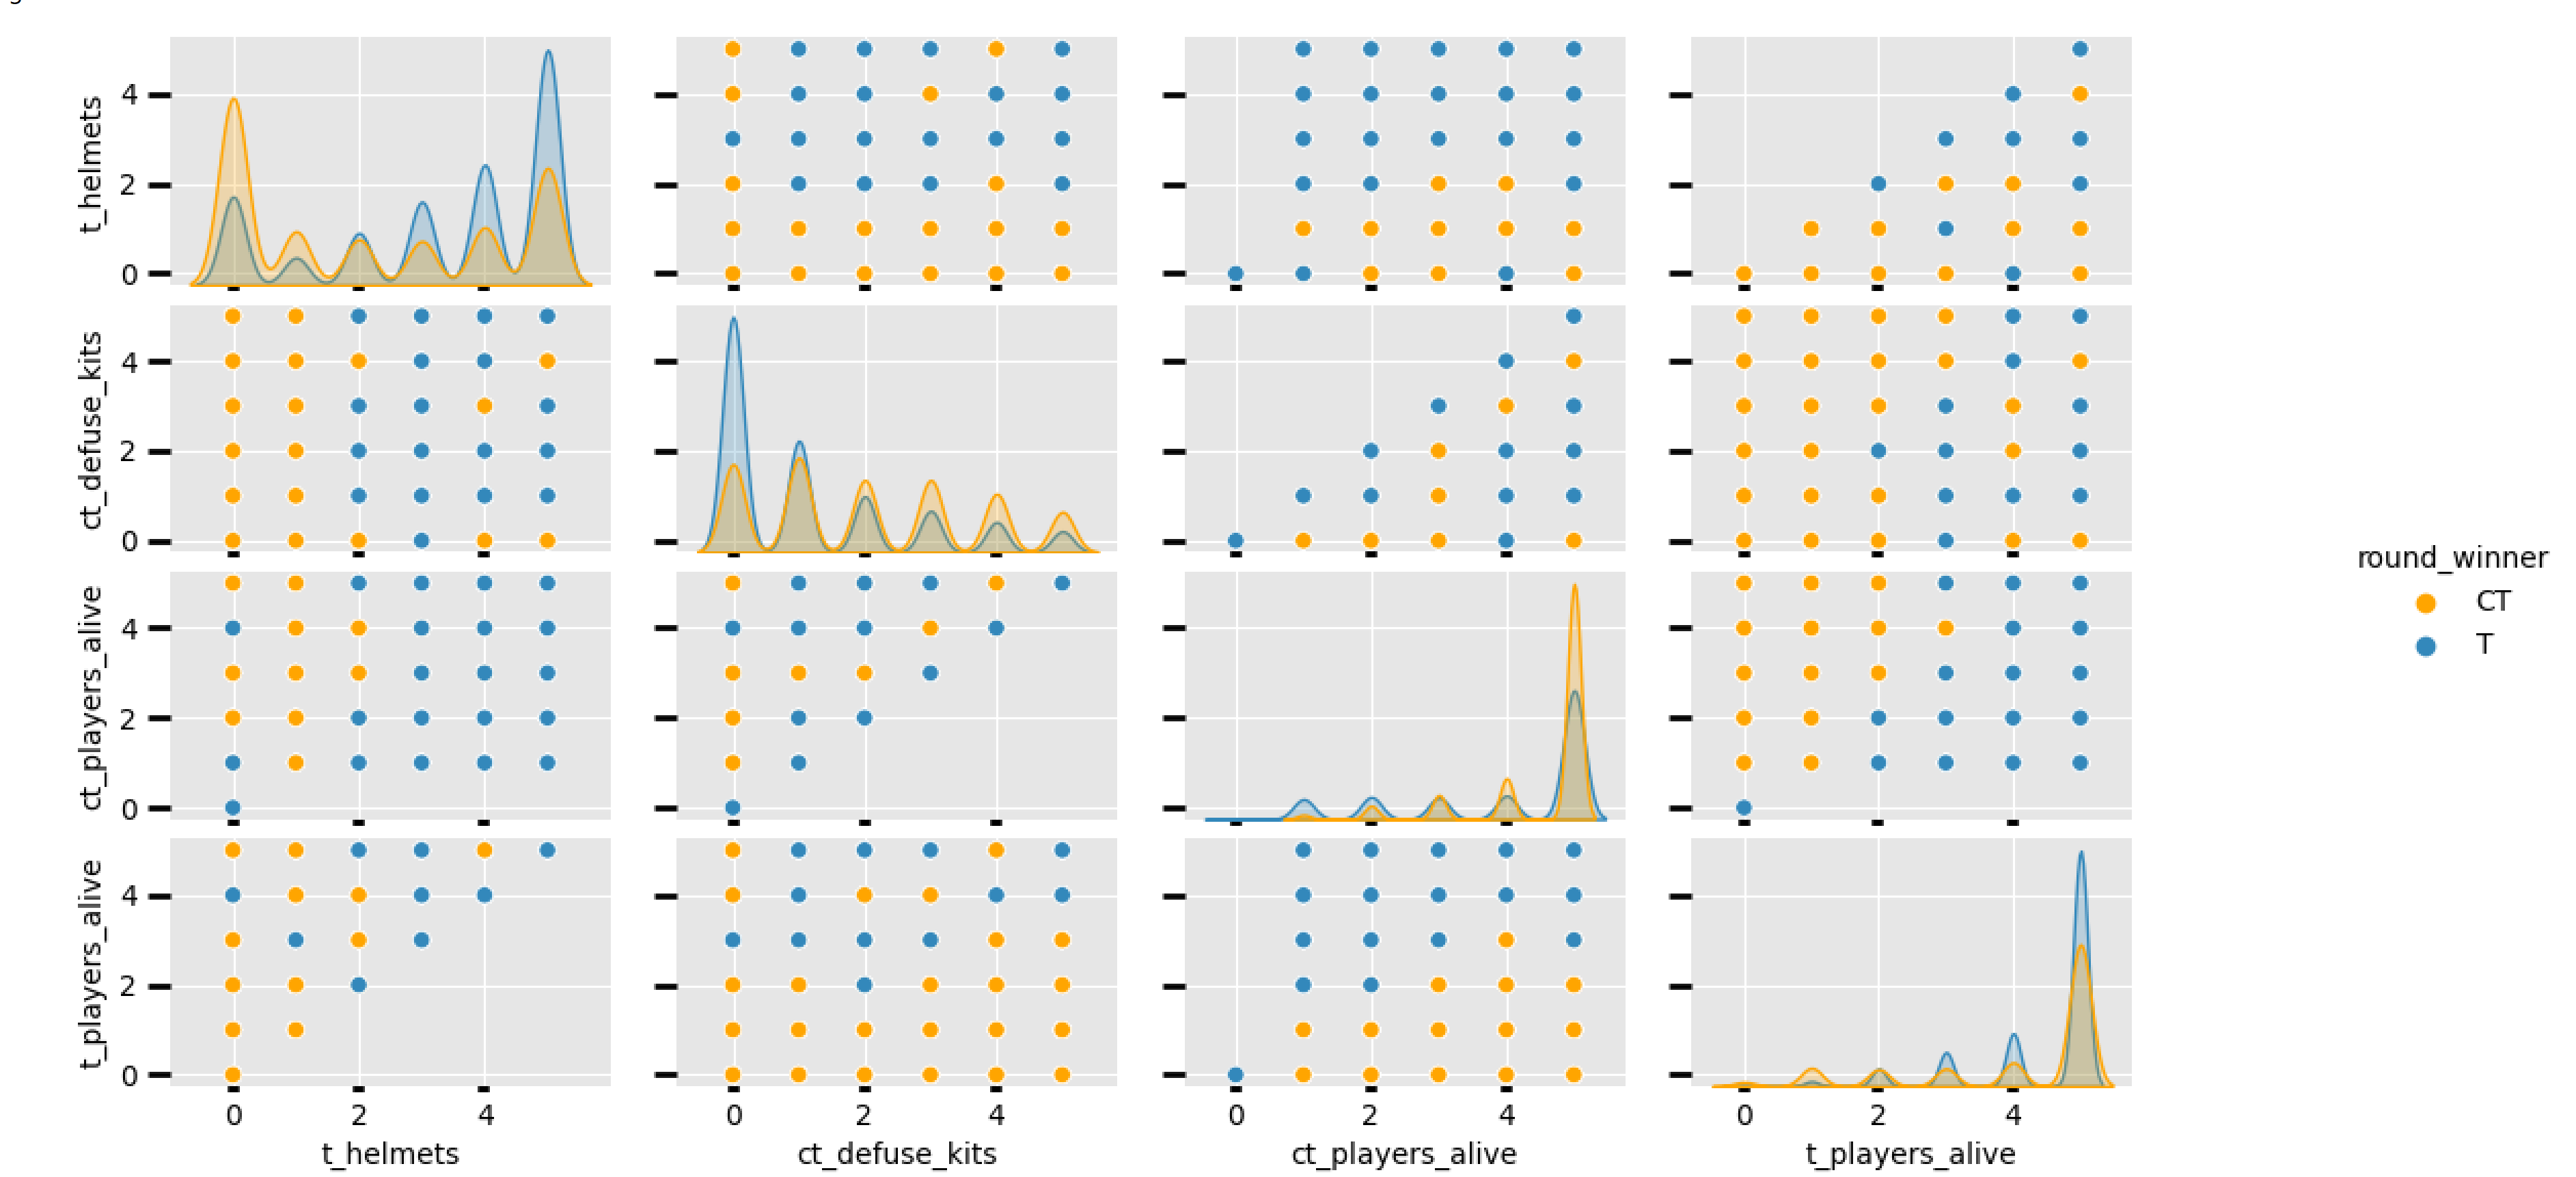 t_helmets
4
2
0
ct_defuse_kits
4
2
0
ct_players_alive
4
2
0
t_players_alive
4
2
0
0 2 4
t_helmets
0 2 4
ct_defuse_kits
0 2 4
ct_players_alive
0 2 4
t_players_alive
round_winner
CT
T